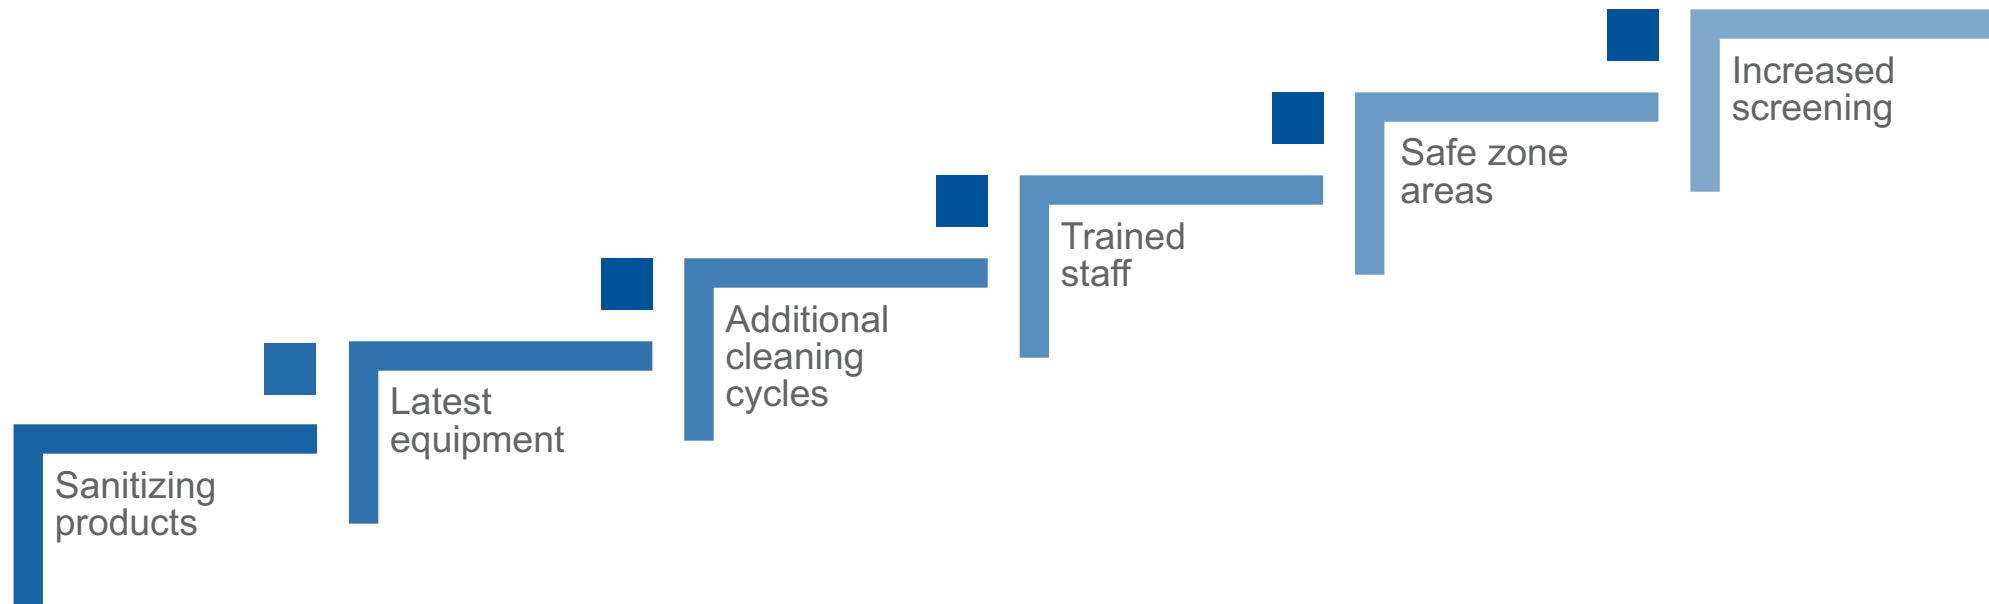 Sanitizing
products
Latest
equipment
Additional
cleaning
cycles
Trained
staff
Safe zone
areas
Increased
screening